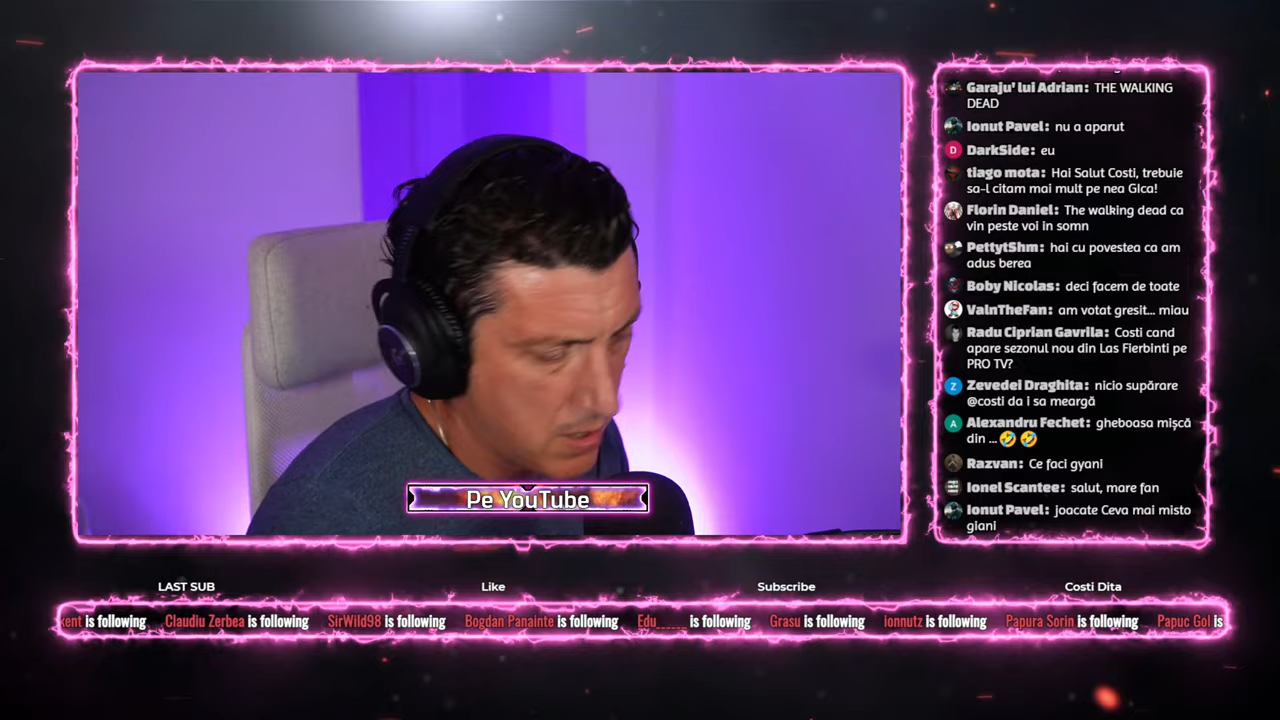 Garaju' lui Adrian: THE WALKING
DEAD
Ionut Pavel: nu a aparut
D DarkSide: eu
tiago mota: Hai Salut Costi, trebuie
sa-l citam mai mult pe nea GIca!
Florin Daniel: The walking dead ca
vin peste voi in somn
PettytShm: hai cu povestea ca am
adus berea
Boby Nicolas: deci facem de toate
ValnTheFan: am votat gresit... miau
Radu Ciprian Gavrila: Costi cand
apare sezonul nou din Las Fierbinti pe
PRO TV?
Z Zevedei Draghita: nicio supărare
@costi da i sa meargă
A Alexandru Fechet: gheboasa mișcă
din ... 🤣 🤣
Razvan: Ce faci gyani
Ionel Scantee: salut, mare fan
Ionut Pavel: joacate Ceva mai misto
giani
Pe YouTube
LAST SUB Like Subscribe Costi Dita
is following Claudiu Zerbea is following SirWild98 is following Bogdan Panainte is following Edu______ is following Grasu is following ionnutz is following Papura Sorin is following Papuc Gol is